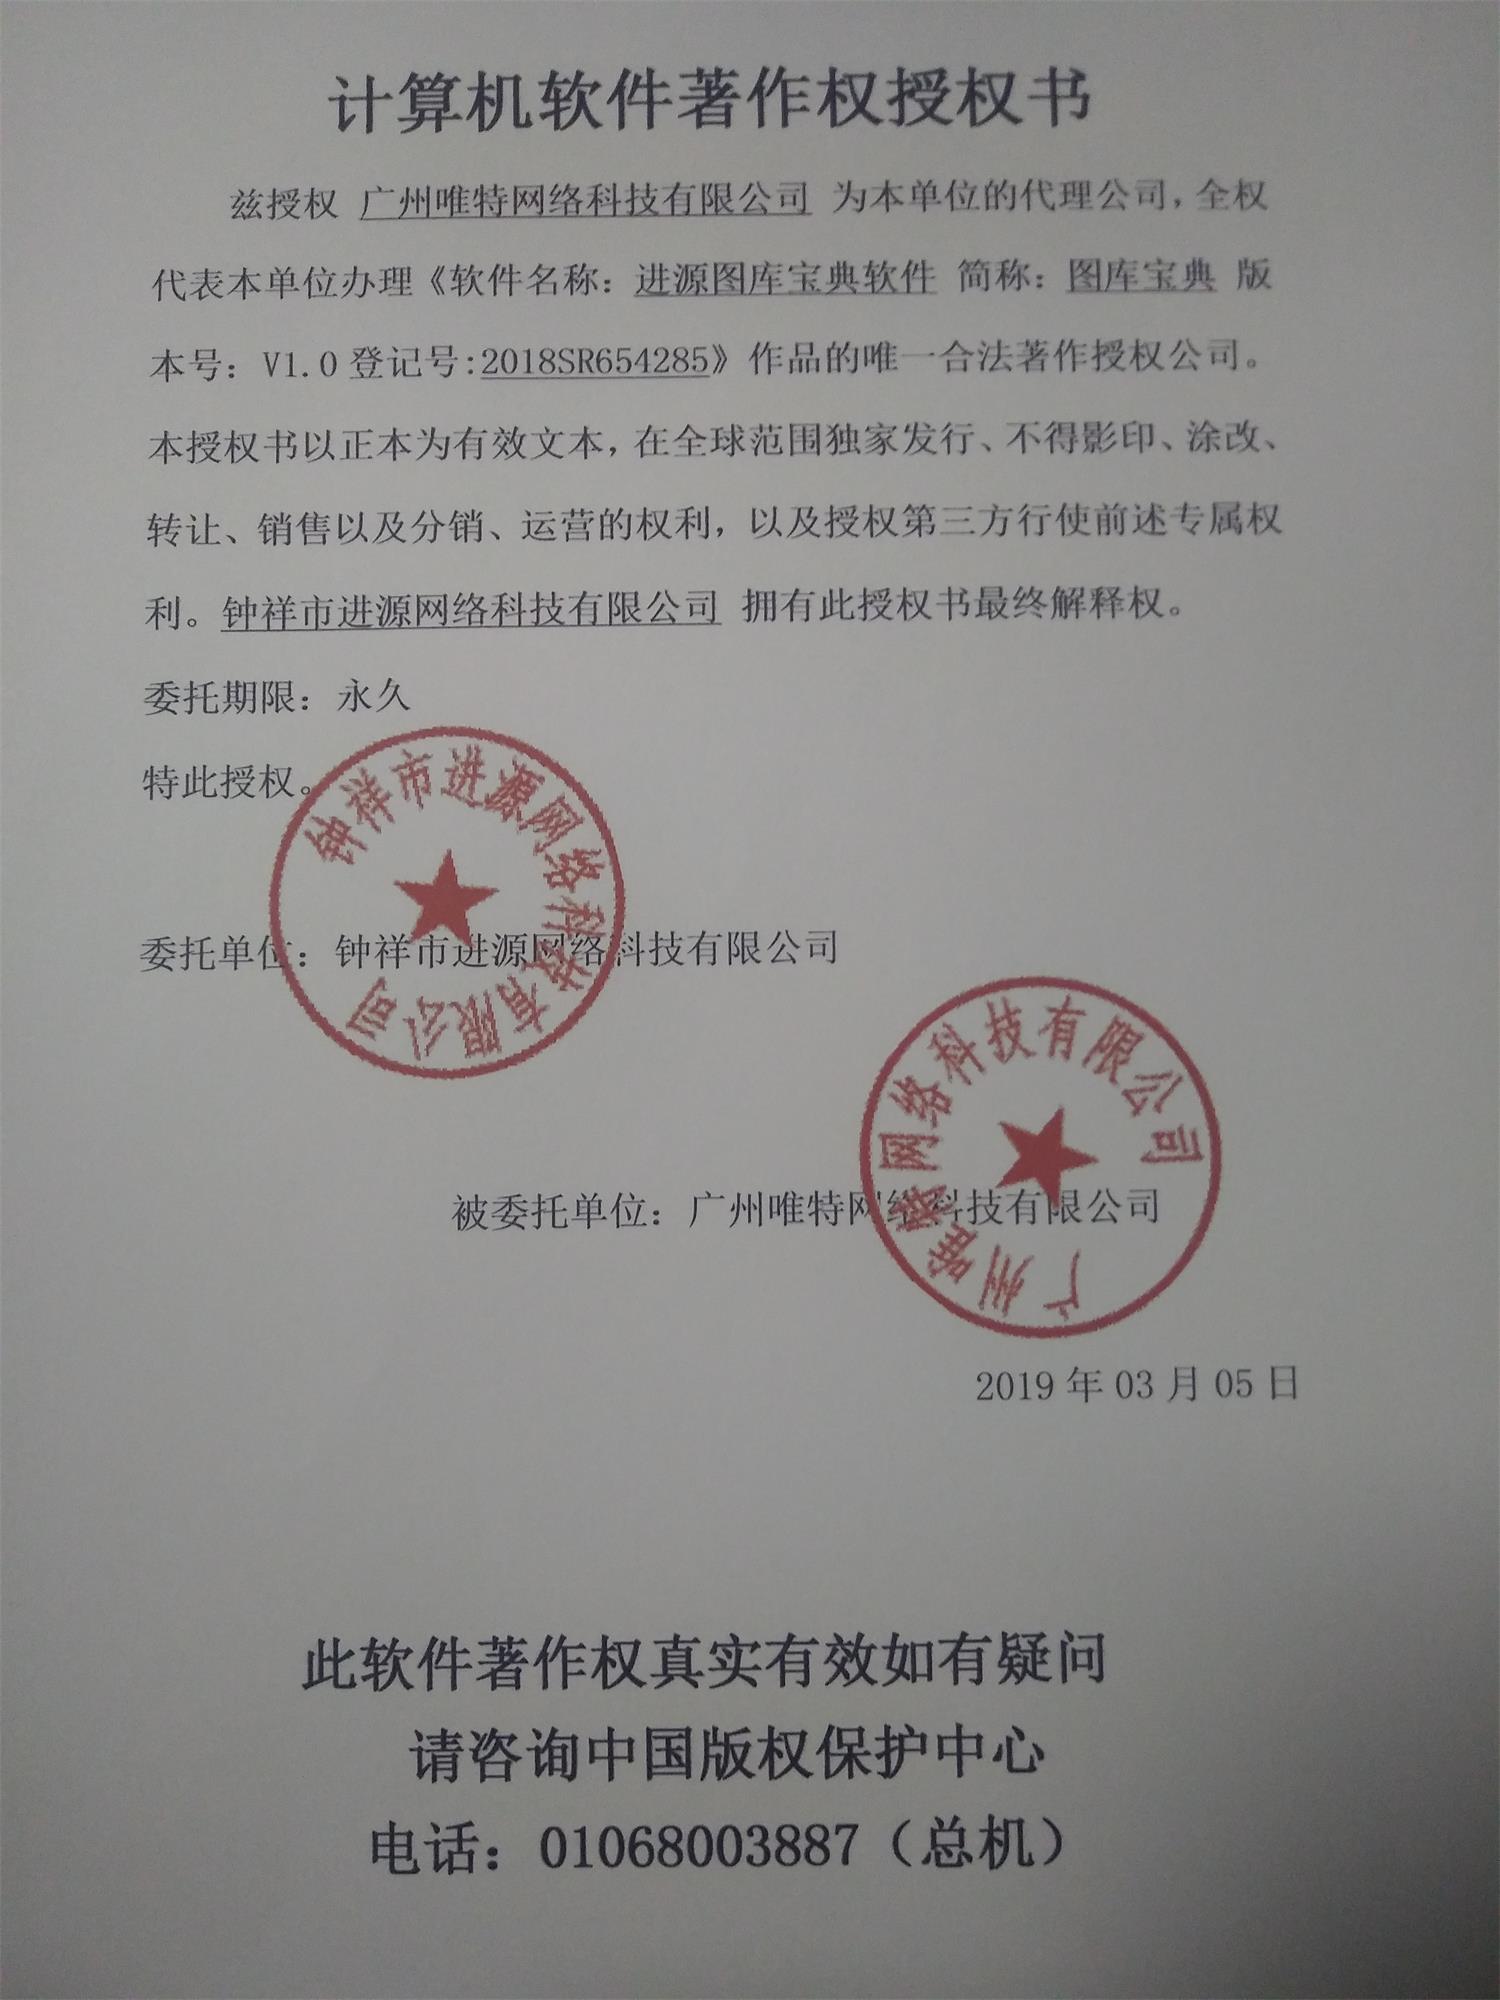 计算机软件著作权授权书
兹授权 广州唯特网络科技有限公司 为本单位的代理公司，全权
代表本单位办理《软件名称：进源图库宝典软件 简称：图库宝典 版
本号：V1.0 登记号:2018SR654285》作品的唯一合法著作授权公司。
本授权书以正本为有效文本，在全球范围独家发行、不得影印、涂改、
转让、销售以及分销、运营的权利，以及授权第三方行使前述专属权
利。钟祥市进源网络科技有限公司 拥有此授权书最终解释权。
委托期限：永久
特此授权。
钟祥市进源网络科技有限公司
委托单位：钟祥市进源网络科技有限公司
广州唯特网络科技有限公司
被委托单位：广州唯特网络科技有限公司
2019年03月05日
此软件著作权真实有效如有疑问
请咨询中国版权保护中心
电话：01068003887（总机）